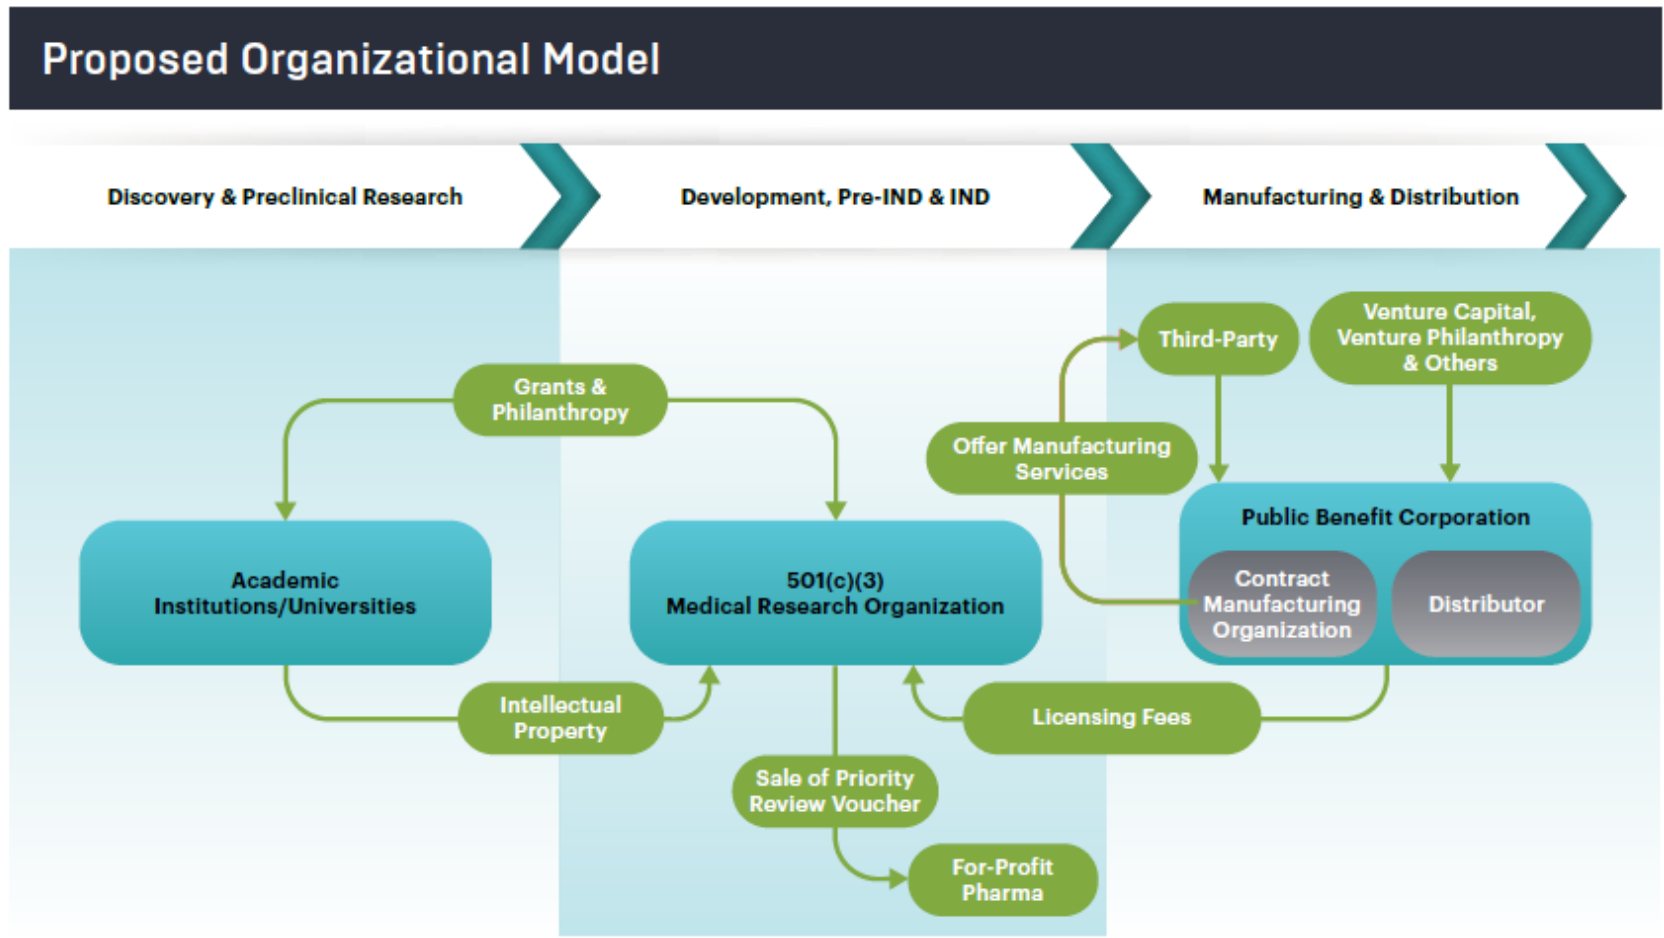 Proposed Organizational Model
Discovery & Preclinical Research
Development, Pre-IND & IND
Manufacturing & Distribution
Third-Party
Venture Capital,
Venture Philanthropy
& Others
Grants &
Philanthropy
Offer Manufacturing
Services
Academic
Institutions/Universities
501(c)(3)
Medical Research Organization
Public Benefit Corporation
Contract
Manufacturing
Organization
Distributor
Intellectual
Property
Licensing Fees
Sale of Priority
Review Voucher
For-Profit
Pharma